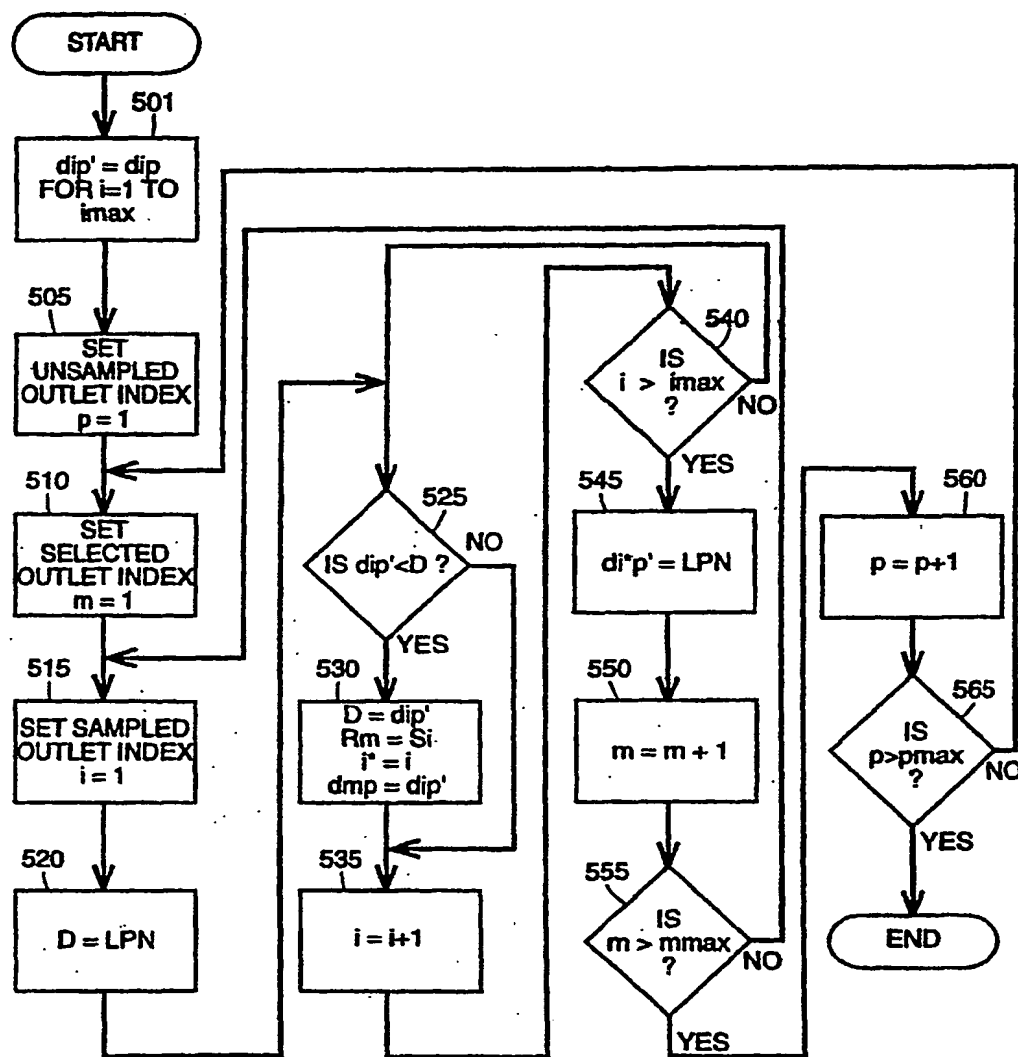 START
501
dip' = dip
FOR i=1 TO
imax
505
SET
UNSAMPLED
OUTLET INDEX
p = 1
510
SET
SELECTED
OUTLET INDEX
m = 1
515
SET SAMPLED
OUTLET INDEX
i = 1
520
D = LPN
525
IS dip'<D ?
NO
YES
530
D = dip'
Rm = Si
i* = i
dmp = dip'
535
i = i+1
540
IS
i > imax
?
NO
YES
545
di*p' = LPN
550
m = m + 1
555
IS
m > mmax
?
NO
YES
560
p = p+1
565
IS
p>pmax
?
NO
YES
END